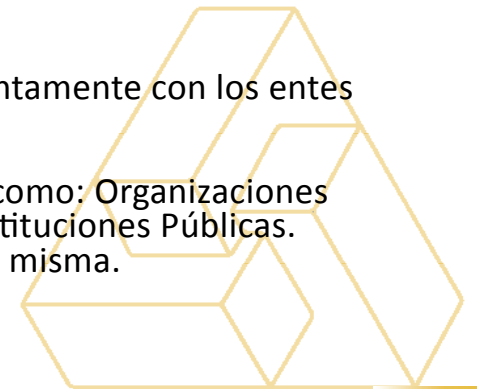 ntamente con los entes
como: Organizaciones
tituciones Públicas.
misma.